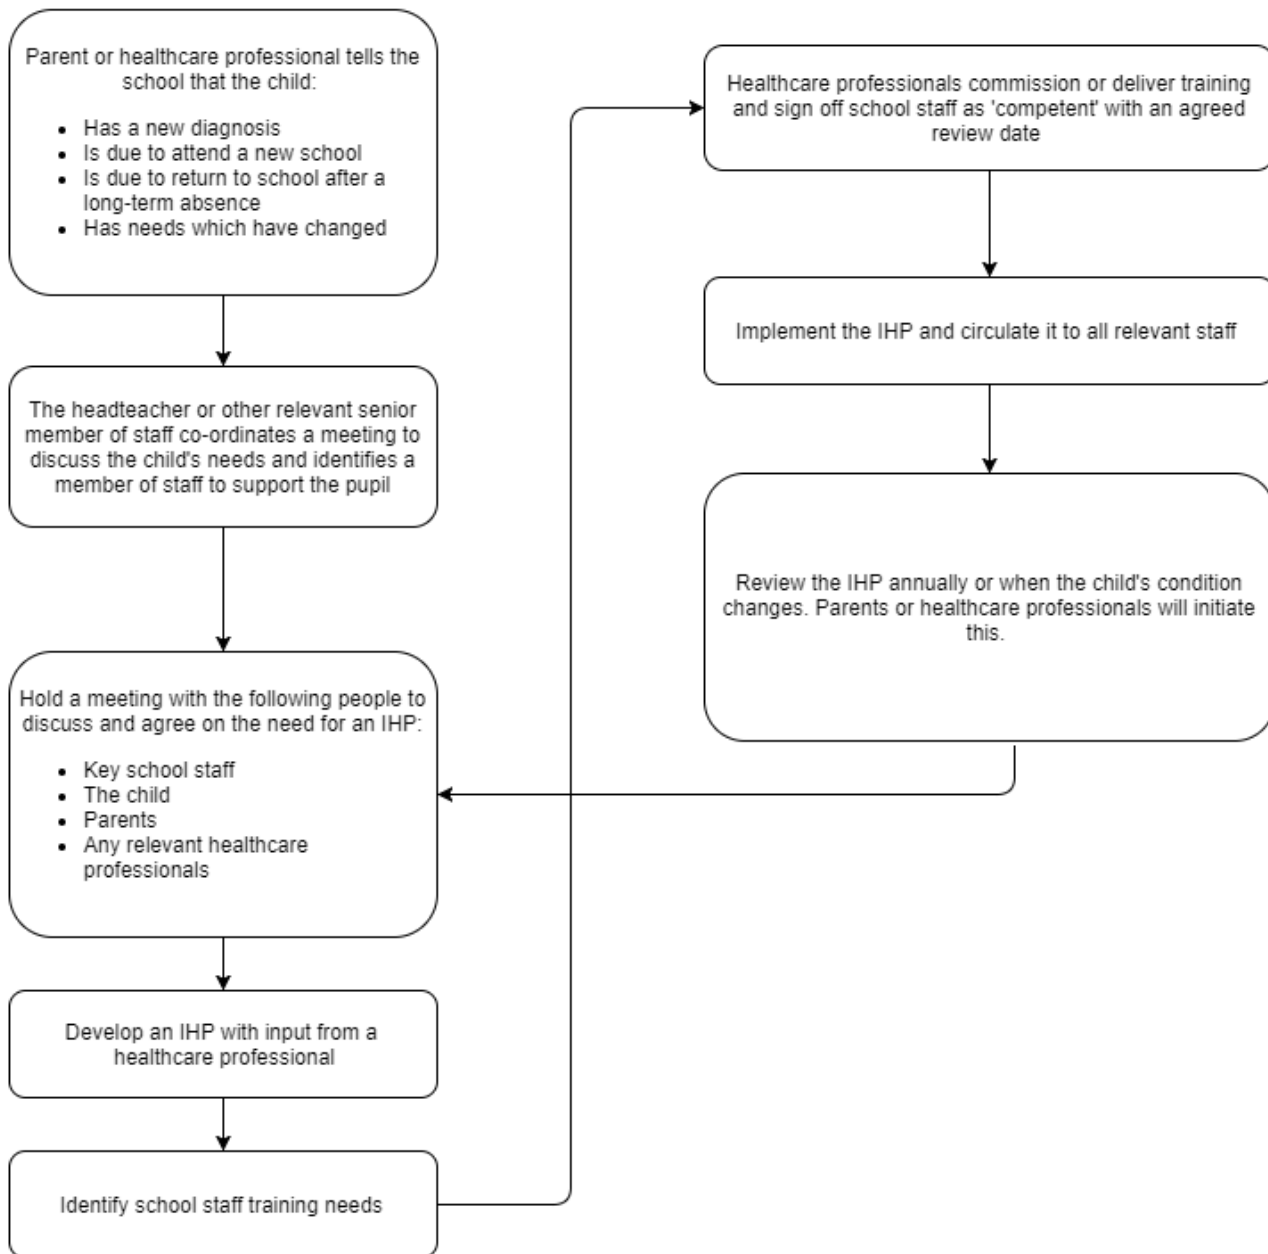 Parent or healthcare professional tells the
school that the child:
• Has a new diagnosis
• Is due to attend a new school
• Is due to return to school after a
long-term absence
• Has needs which have changed
The headteacher or other relevant senior
member of staff co-ordinates a meeting to
discuss the child's needs and identifies a
member of staff to support the pupil
Hold a meeting with the following people to
discuss and agree on the need for an IHP:
• Key school staff
• The child
• Parents
• Any relevant healthcare
professionals
Develop an IHP with input from a
healthcare professional
Identify school staff training needs
Healthcare professionals commission or deliver training
and sign off school staff as 'competent' with an agreed
review date
Implement the IHP and circulate it to all relevant staff
Review the IHP annually or when the child's condition
changes. Parents or healthcare professionals will initiate
this.